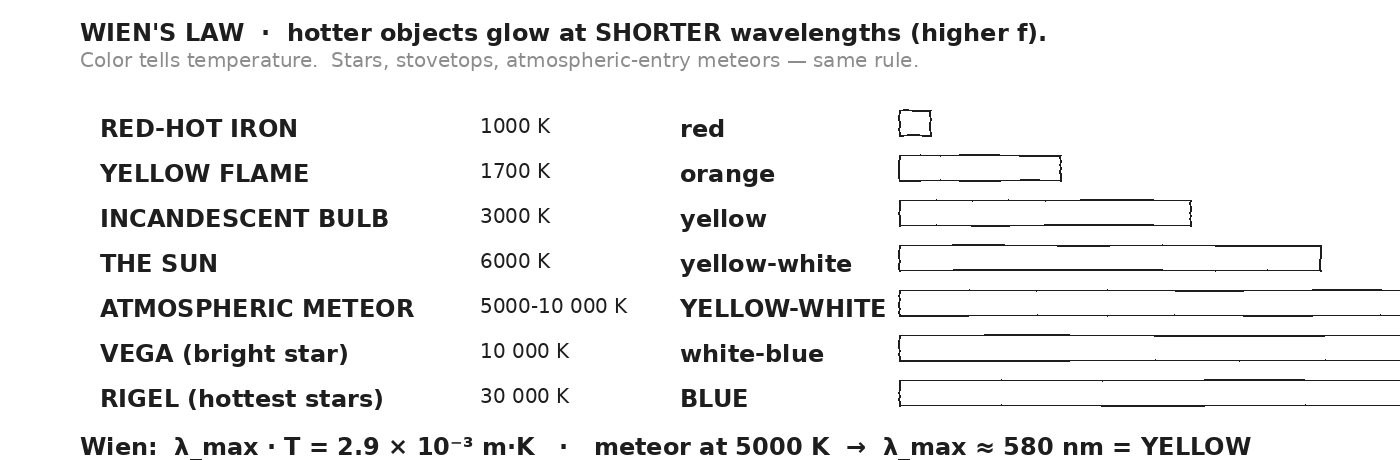 WIEN'S LAW · hotter objects glow at SHORTER wavelengths (higher f).
Color tells temperature. Stars, stovetops, atmospheric-entry meteors — same rule.
RED-HOT IRON 1000 K red
YELLOW FLAME 1700 K orange
INCANDESCENT BULB 3000 K yellow
THE SUN 6000 K yellow-white
ATMOSPHERIC METEOR 5000-10 000 K YELLOW-WHITE
VEGA (bright star) 10 000 K white-blue
RIGEL (hottest stars) 30 000 K BLUE
Wien: λ_max · T = 2.9 × 10⁻³ m·K · meteor at 5000 K → λ_max ≈ 580 nm = YELLOW